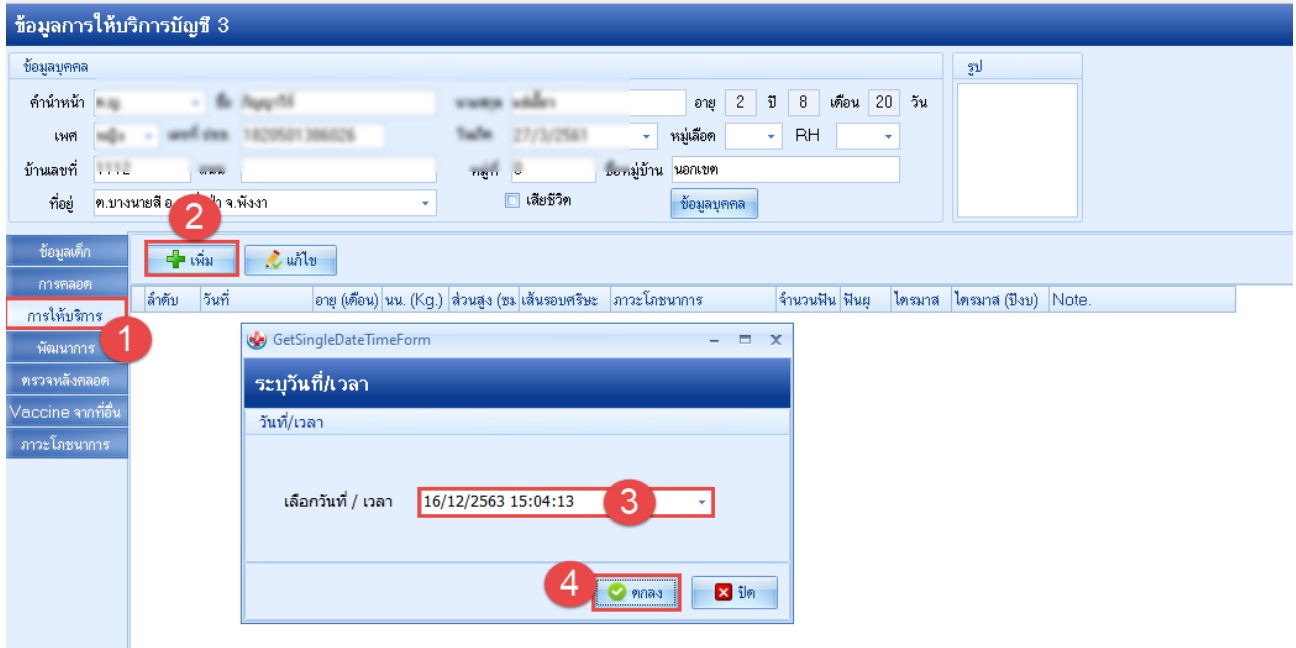 ข้อมูลการให้บริการบัญชี 3
ข้อมูลบุคคล
รูป
คำนำหน้า ชื่อ อายุ 2 ปี 8 เดือน 20 วัน
เพศ หมู่เลือด RH
บ้านเลขที่ 1112 หมู่ที่ 0 ชื่อหมู่บ้าน นอกเขต
ที่อยู่ ต.บางนายสี จ.พังงา เสียชีวิต ข้อมูลบุคคล
2
ข้อมูลเด็ก
เพิ่ม แก้ไข
การคลอด
ลำดับ วันที่ อายุ (เดือน) นน. (Kg.) ส่วนสูง (ซม เส้นรอบศรีษะ ภาวะโภชนาการ จำนวนฟัน ฟันผุ ไตรมาส ไตรมาส (ปีงบ) Note.
การให้บริการ
1
พัฒนาการ
ตรวจหลังคลอด
Vaccine จากที่อื่น
ภาวะโภชนาการ
GetSingleDateTimeForm
ระบุวันที่/เวลา
วันที่/เวลา
เลือกวันที่ / เวลา 16/12/2563 15:04:13 3
4 ตกลง ปิด